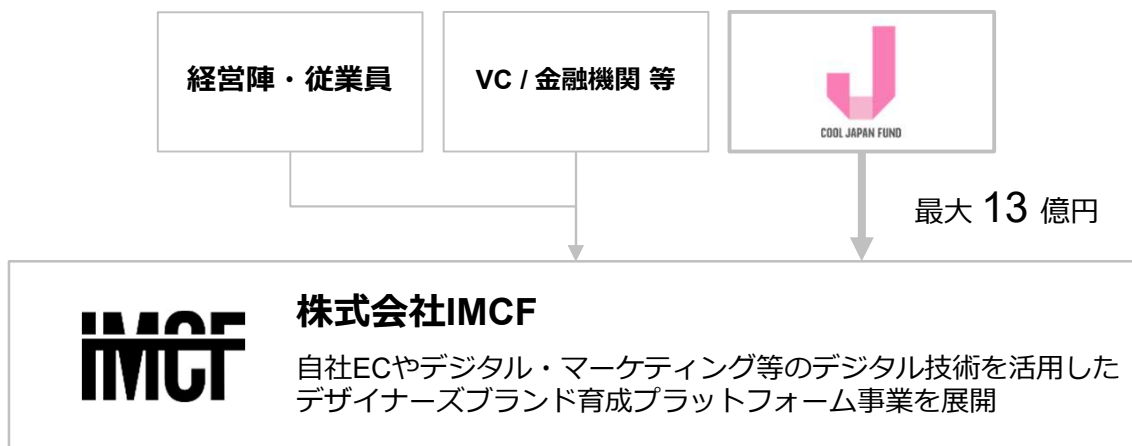 経営陣・従業員
VC / 金融機関 等
COOL JAPAN FUND
最大 13 億円
IMCF
株式会社IMCF
自社ECやデジタル・マーケティング等のデジタル技術を活用した
デザイナーズブランド育成プラットフォーム事業を展開